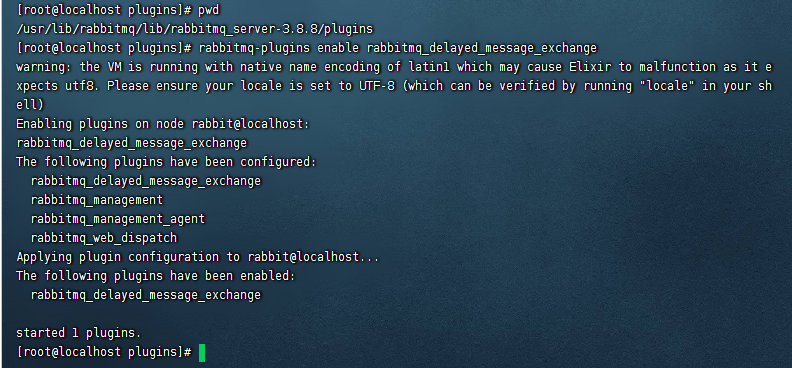 [root@localhost plugins]# pwd
/usr/lib/rabbitmq/lib/rabbitmq_server-3.8.8/plugins
[root@localhost plugins]# rabbitmq-plugins enable rabbitmq_delayed_message_exchange
warning: the VM is running with native name encoding of latin1 which may cause Elixir to malfunction as it e
xpects utf8. Please ensure your locale is set to UTF-8 (which can be verified by running "locale" in your sh
ell)
Enabling plugins on node rabbit@localhost:
rabbitmq_delayed_message_exchange
The following plugins have been configured:
  rabbitmq_delayed_message_exchange
  rabbitmq_management
  rabbitmq_management_agent
  rabbitmq_web_dispatch
Applying plugin configuration to rabbit@localhost...
The following plugins have been enabled:
  rabbitmq_delayed_message_exchange

started 1 plugins.
[root@localhost plugins]#